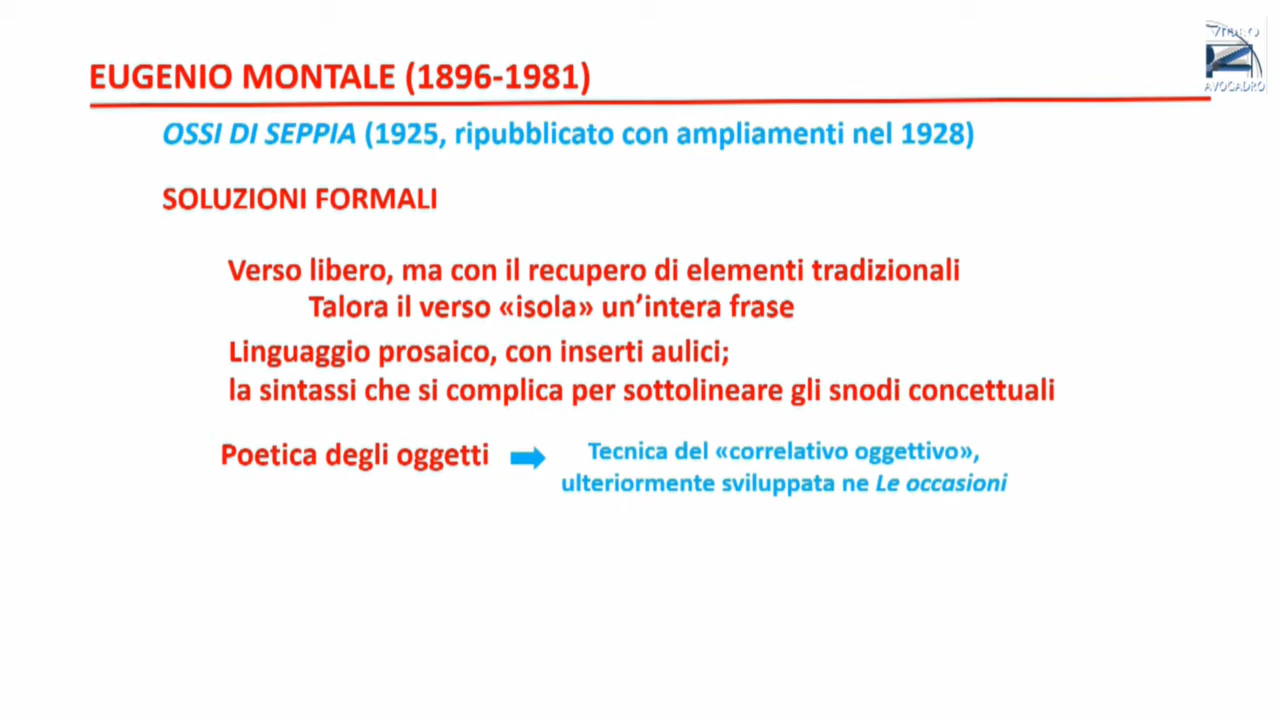 VIDEO
AVOGADRO
EUGENIO MONTALE (1896-1981)
OSSI DI SEPPIA (1925, ripubblicato con ampliamenti nel 1928)
SOLUZIONI FORMALI
Verso libero, ma con il recupero di elementi tradizionali
Talora il verso «isola» un’intera frase
Linguaggio prosaico, con inserti aulici;
la sintassi che si complica per sottolineare gli snodi concettuali
Poetica degli oggetti
Tecnica del «correlativo oggettivo»,
ulteriormente sviluppata ne Le occasioni